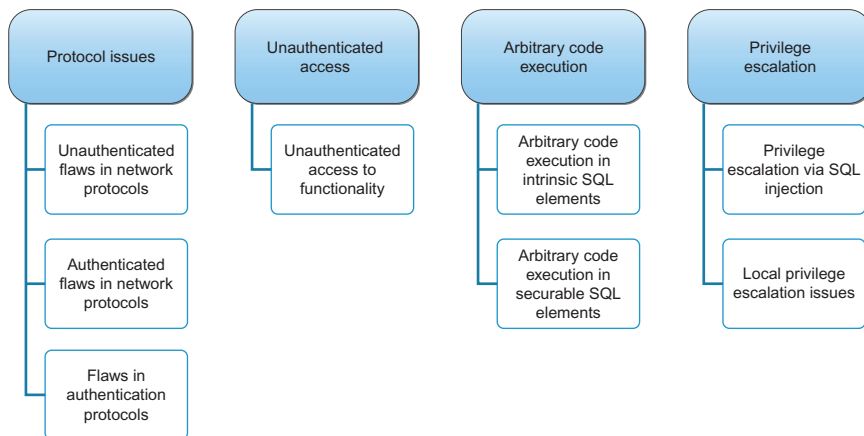 Protocol issues
Unauthenticated
flaws in network
protocols
Authenticated
flaws in network
protocols
Flaws in
authentication
protocols
Unauthenticated
access
Unauthenticated
access to
functionality
Arbitrary code
execution
Arbitrary code
execution in
intrinsic SQL
elements
Arbitrary code
execution in
securable SQL
elements
Privilege
escalation
Privilege
escalation via SQL
injection
Local privilege
escalation issues